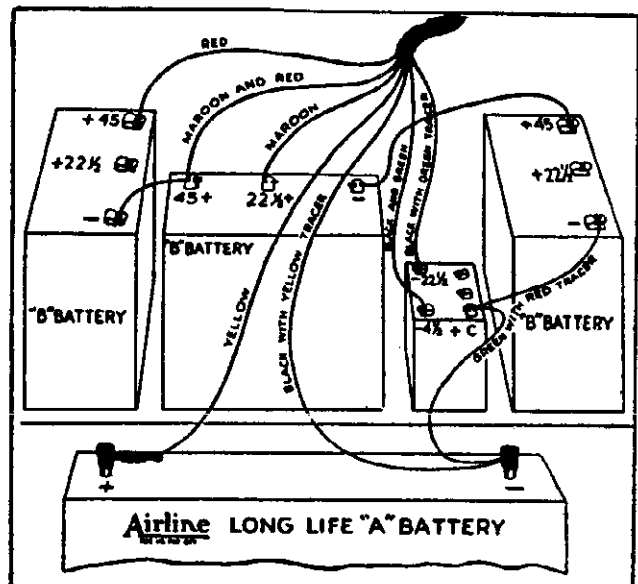 RED
MAROON AND RED
MAROON
YELLOW
BLACK WITH YELLOW TRACER
BLACK AND GREEN
BLACK WITH GREEN TRACER
GREEN WITH RED TRACER
+45
+22½
-
"B" BATTERY
45+
22½+
-
"B" BATTERY
22½
-4½ + C
+45
+22½
-
"B" BATTERY
+
-
Airline LONG LIFE "A" BATTERY